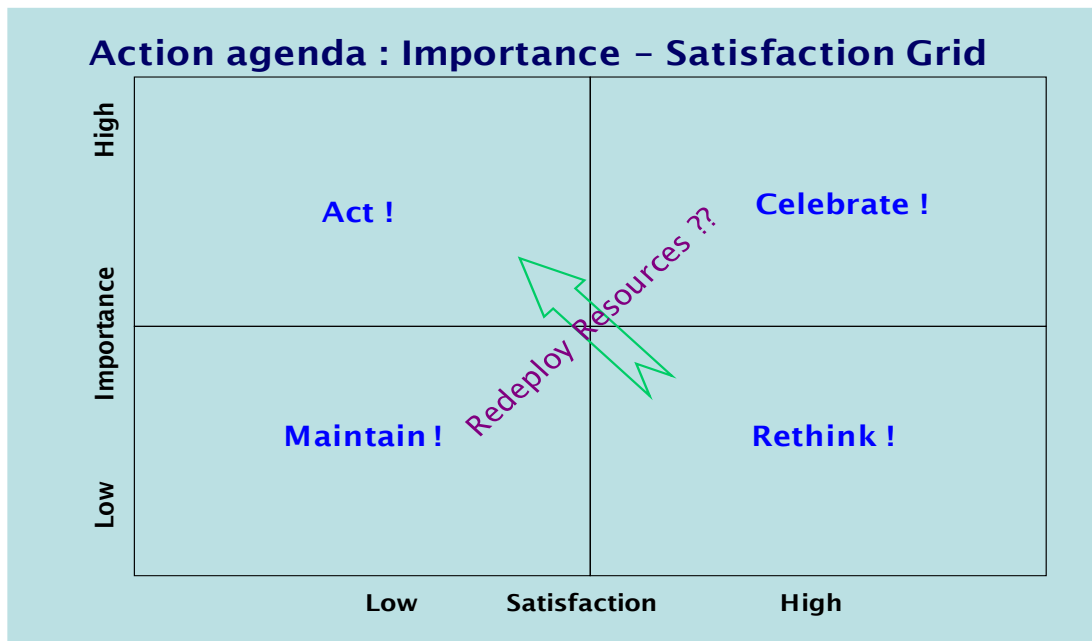 Action agenda : Importance – Satisfaction Grid
High
Importance
Low
Act !
Celebrate !
Redeploy Resources ??
Maintain !
Rethink !
Low
Satisfaction
High